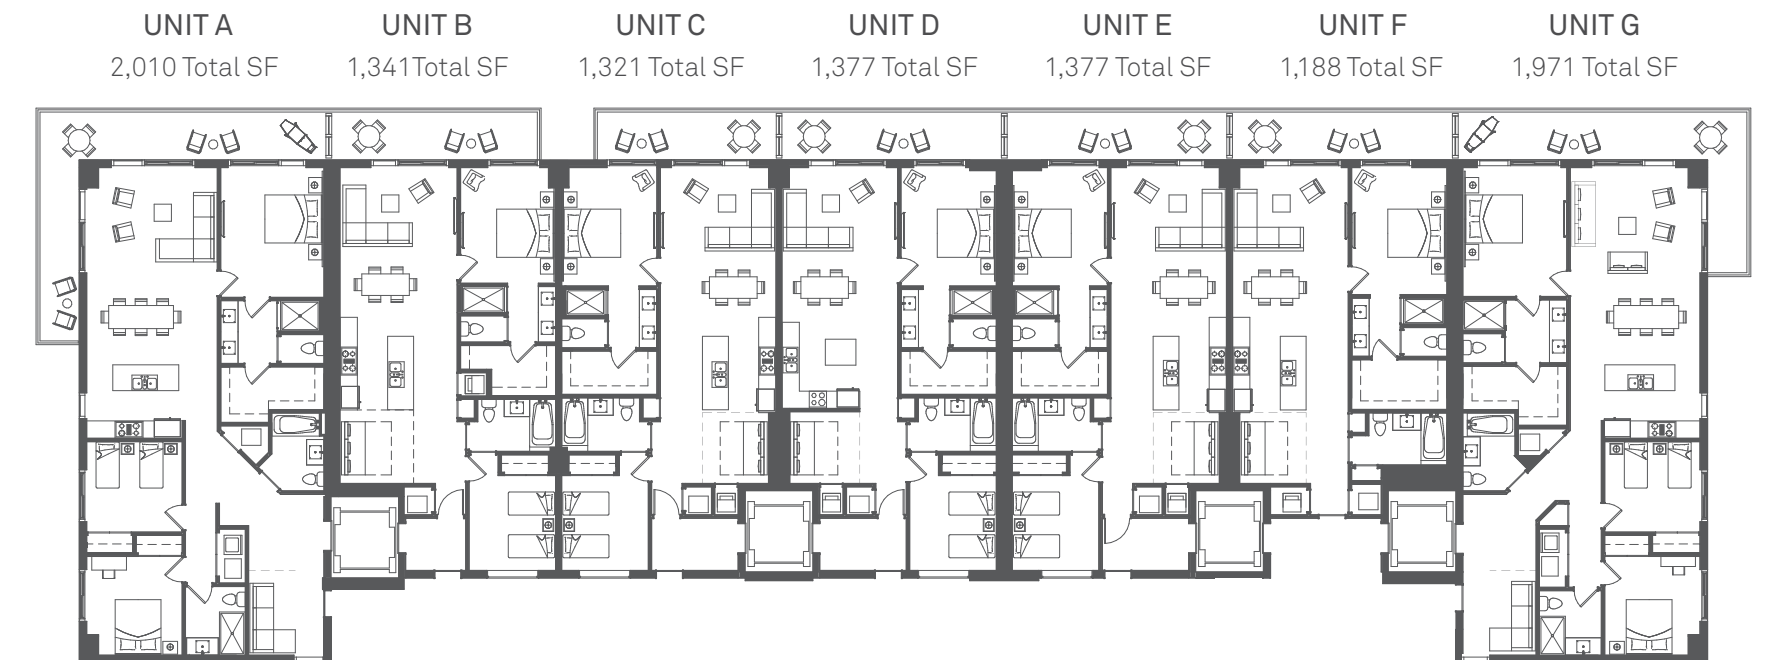 UNIT A UNIT B UNIT C UNIT D UNIT E UNIT F UNIT G
2,010 Total SF 1,341Total SF 1,321 Total SF 1,377 Total SF 1,377 Total SF 1,188 Total SF 1,971 Total SF